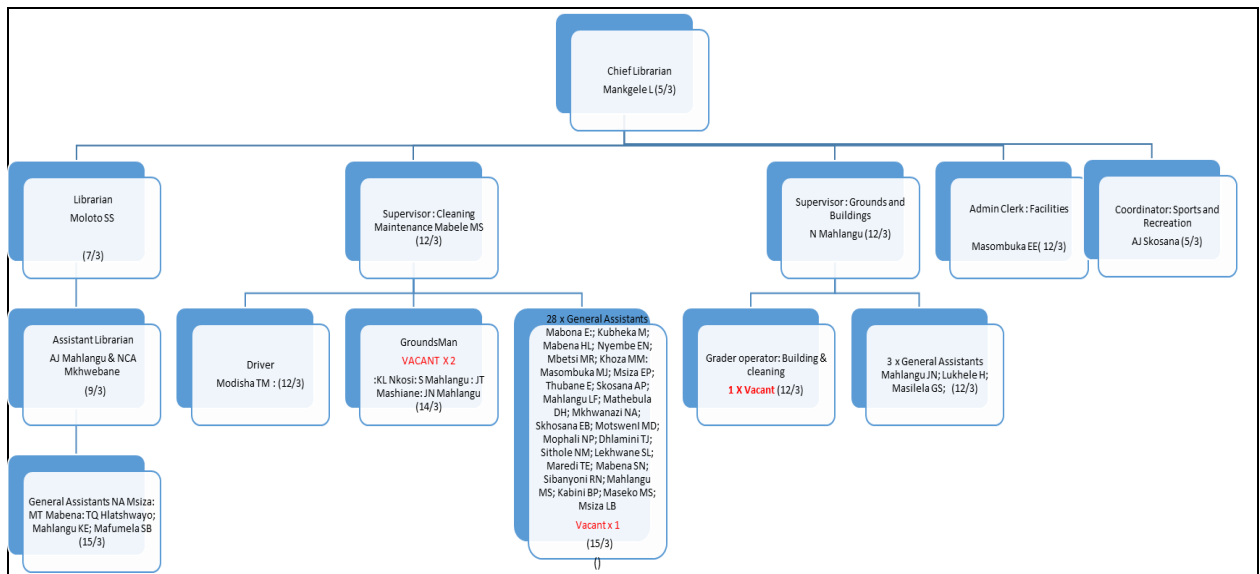 Chief Librarian
Mankgele L (5/3)
Librarian
Moloto SS
(7/3)
Supervisor : Cleaning
Maintenance Mabele MS
(12/3)
Supervisor : Grounds and
Buildings
N Mahlangu (12/3)
Admin Clerk : Facilities
Masombuka EE( 12/3)
Coordinator: Sports and
Recreation
AJ Skosana (5/3)
Assistant Librarian
AJ Mahlangu & NCA
Mkhwebane
(9/3)
Driver
Modisha TM : (12/3)
GroundsMan
VACANT X 2
:KL Nkosi: S Mahlangu : JT
Mashiane: JN Mahlangu
(14/3)
28 x General Assistants
Mabona E:; Kubheka M;
Mabena HL; Nyembe EN;
Mbetsi MR; Khoza MM:
Masombuka MJ; Msiza EP;
Thubane E; Skosana AP;
Mahlangu LF; Mathebula
DH; Mkhwanazi NA;
Skhosana EB; MotswenI MD;
Mophali NP; Dhlamini TJ;
Sithole NM; Lekhwane SL;
Maredi TE; Mabena SN;
Sibanyoni RN; Mahlangu
MS; Kabini BP; Maseko MS;
Msiza LB
Vacant x 1
(15/3)
()
Grader operator: Building &
cleaning
1 X Vacant (12/3)
3 x General Assistants
Mahlangu JN; Lukhele H;
Masilela GS; (12/3)
General Assistants NA Msiza:
MT Mabena: TQ Hlatshwayo;
Mahlangu KE; Mafumela SB
(15/3)